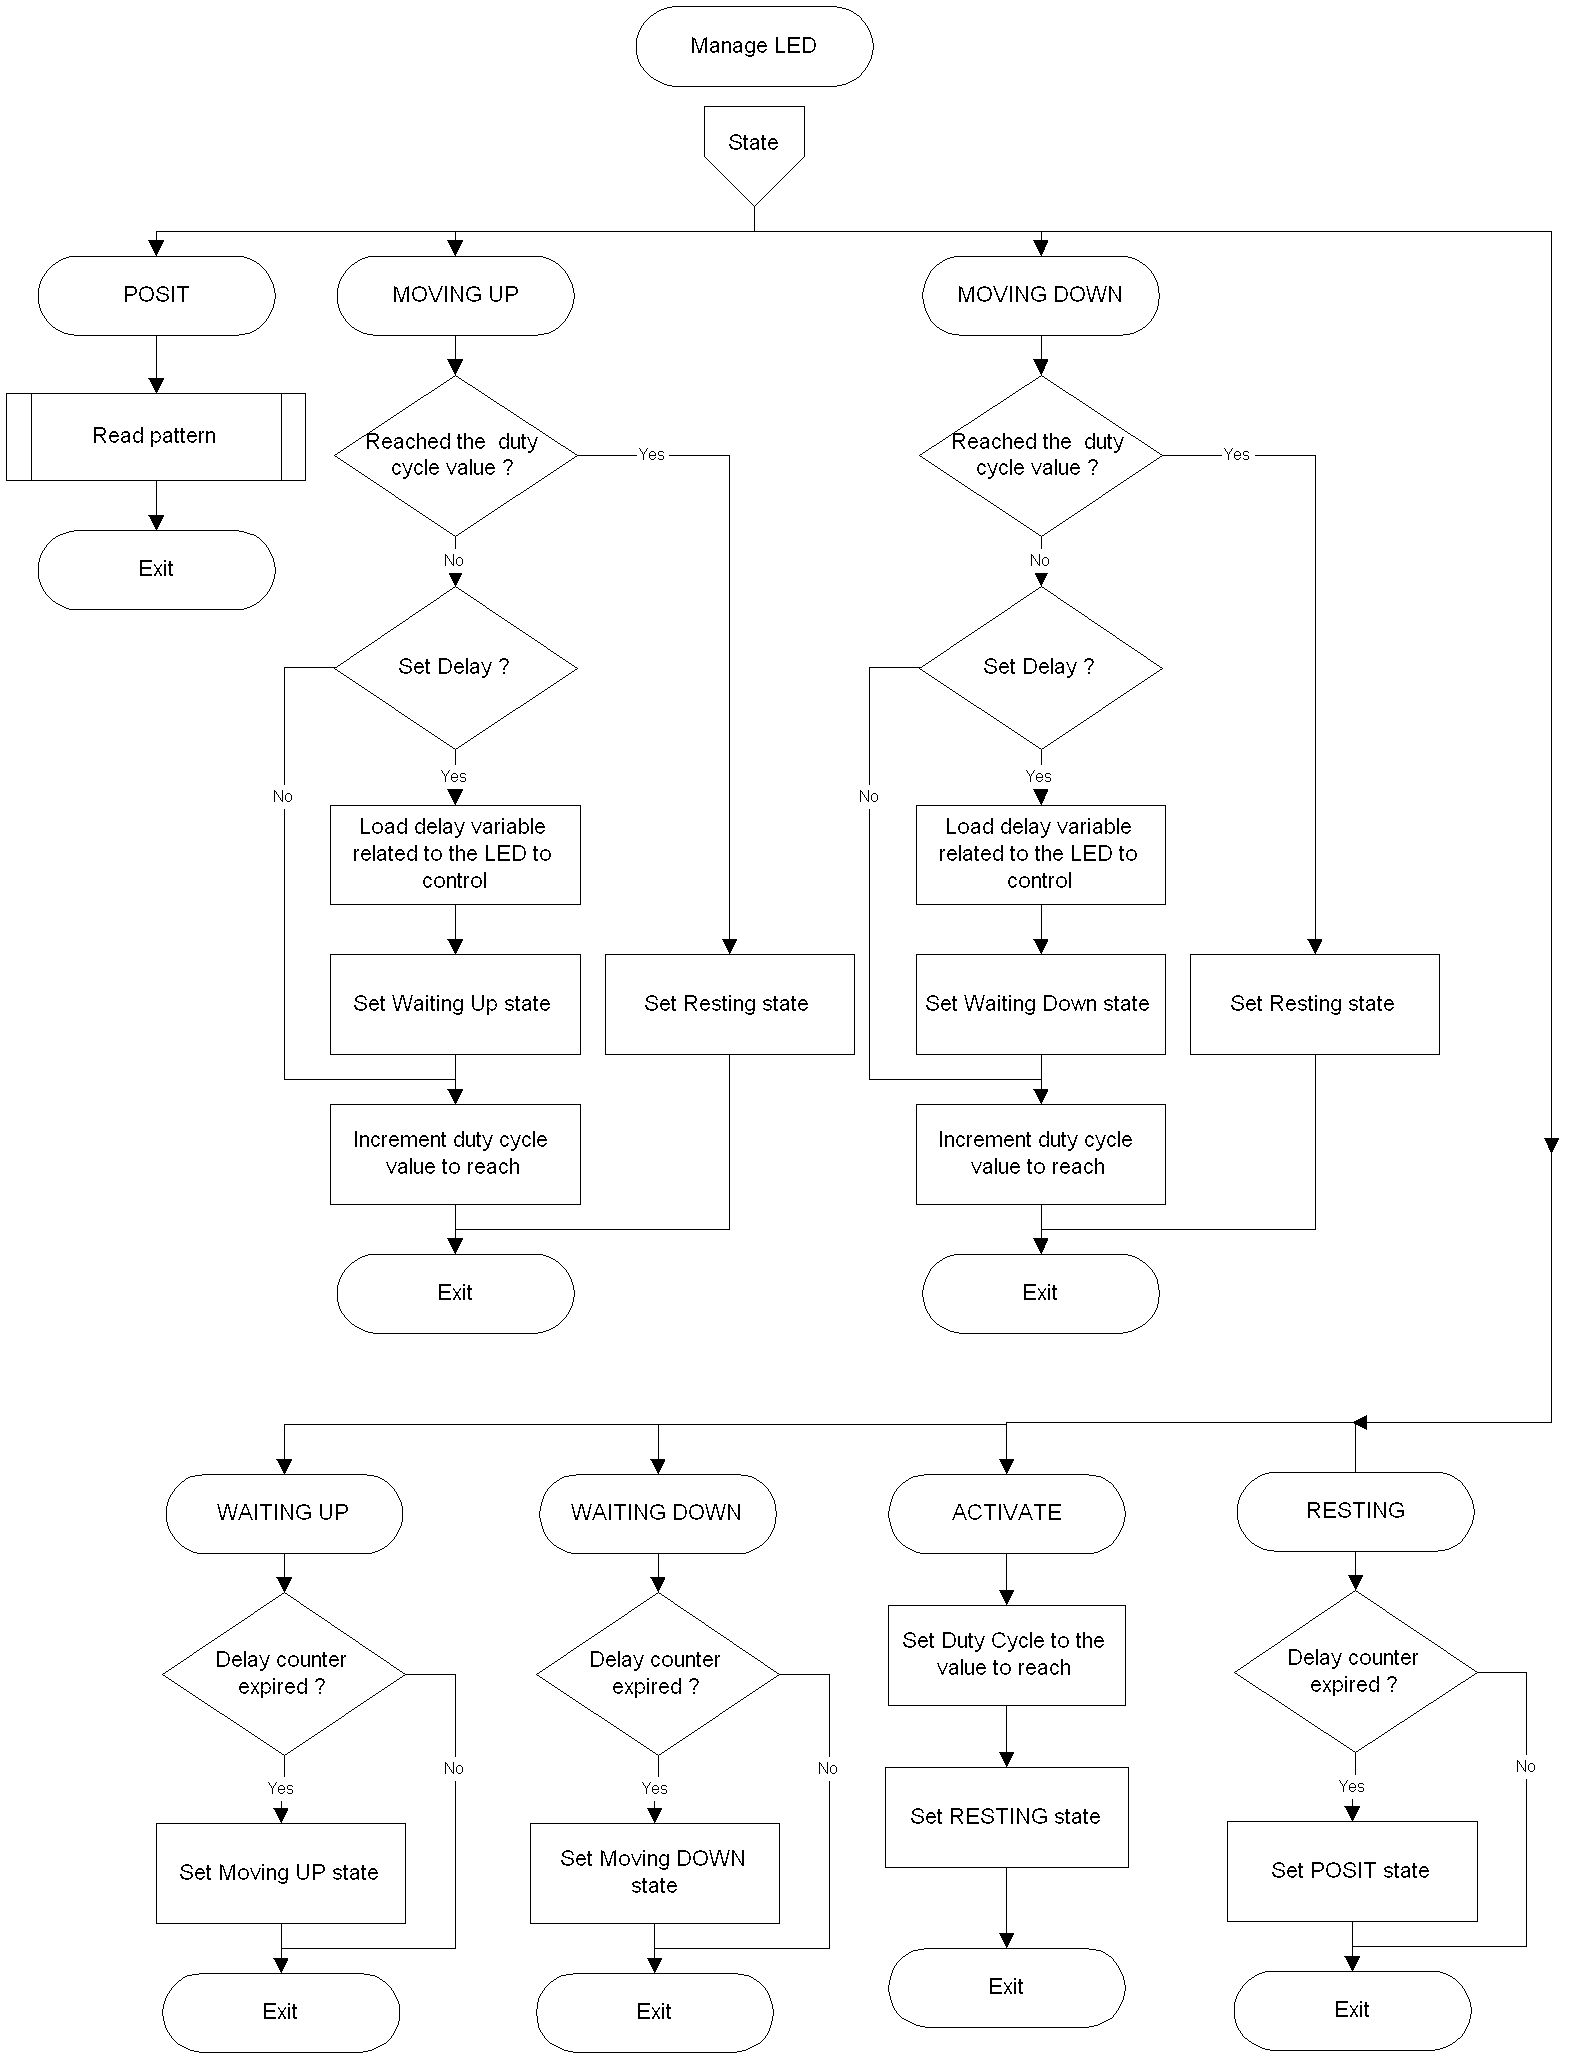 Manage LED
State
POSIT
MOVING UP
MOVING DOWN
Read pattern
Exit
Reached the duty
cycle value ?
Yes
No
Set Delay ?
No
Yes
Load delay variable
related to the LED to
control
Set Waiting Up state
Set Resting state
Increment duty cycle
value to reach
Exit
Reached the duty
cycle value ?
Yes
No
Set Delay ?
No
Yes
Load delay variable
related to the LED to
control
Set Waiting Down state
Set Resting state
Increment duty cycle
value to reach
Exit
WAITING UP
Delay counter
expired ?
No
Yes
Set Moving UP state
Exit
WAITING DOWN
Delay counter
expired ?
No
Yes
Set Moving DOWN
state
Exit
ACTIVATE
Set Duty Cycle to the
value to reach
Set RESTING state
Exit
RESTING
Delay counter
expired ?
No
Yes
Set POSIT state
Exit